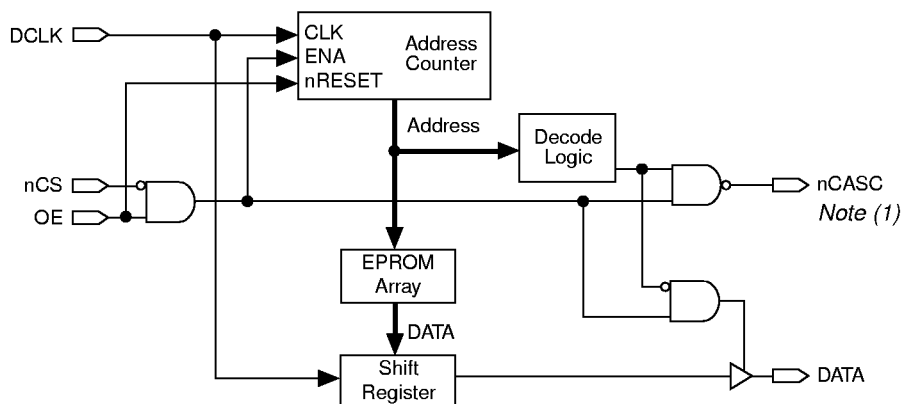 DCLK
CLK
ENA
nRESET
Address
Counter
Address
Decode
Logic
nCS
OE
nCASC
Note (1)
EPROM
Array
DATA
Shift
Register
DATA